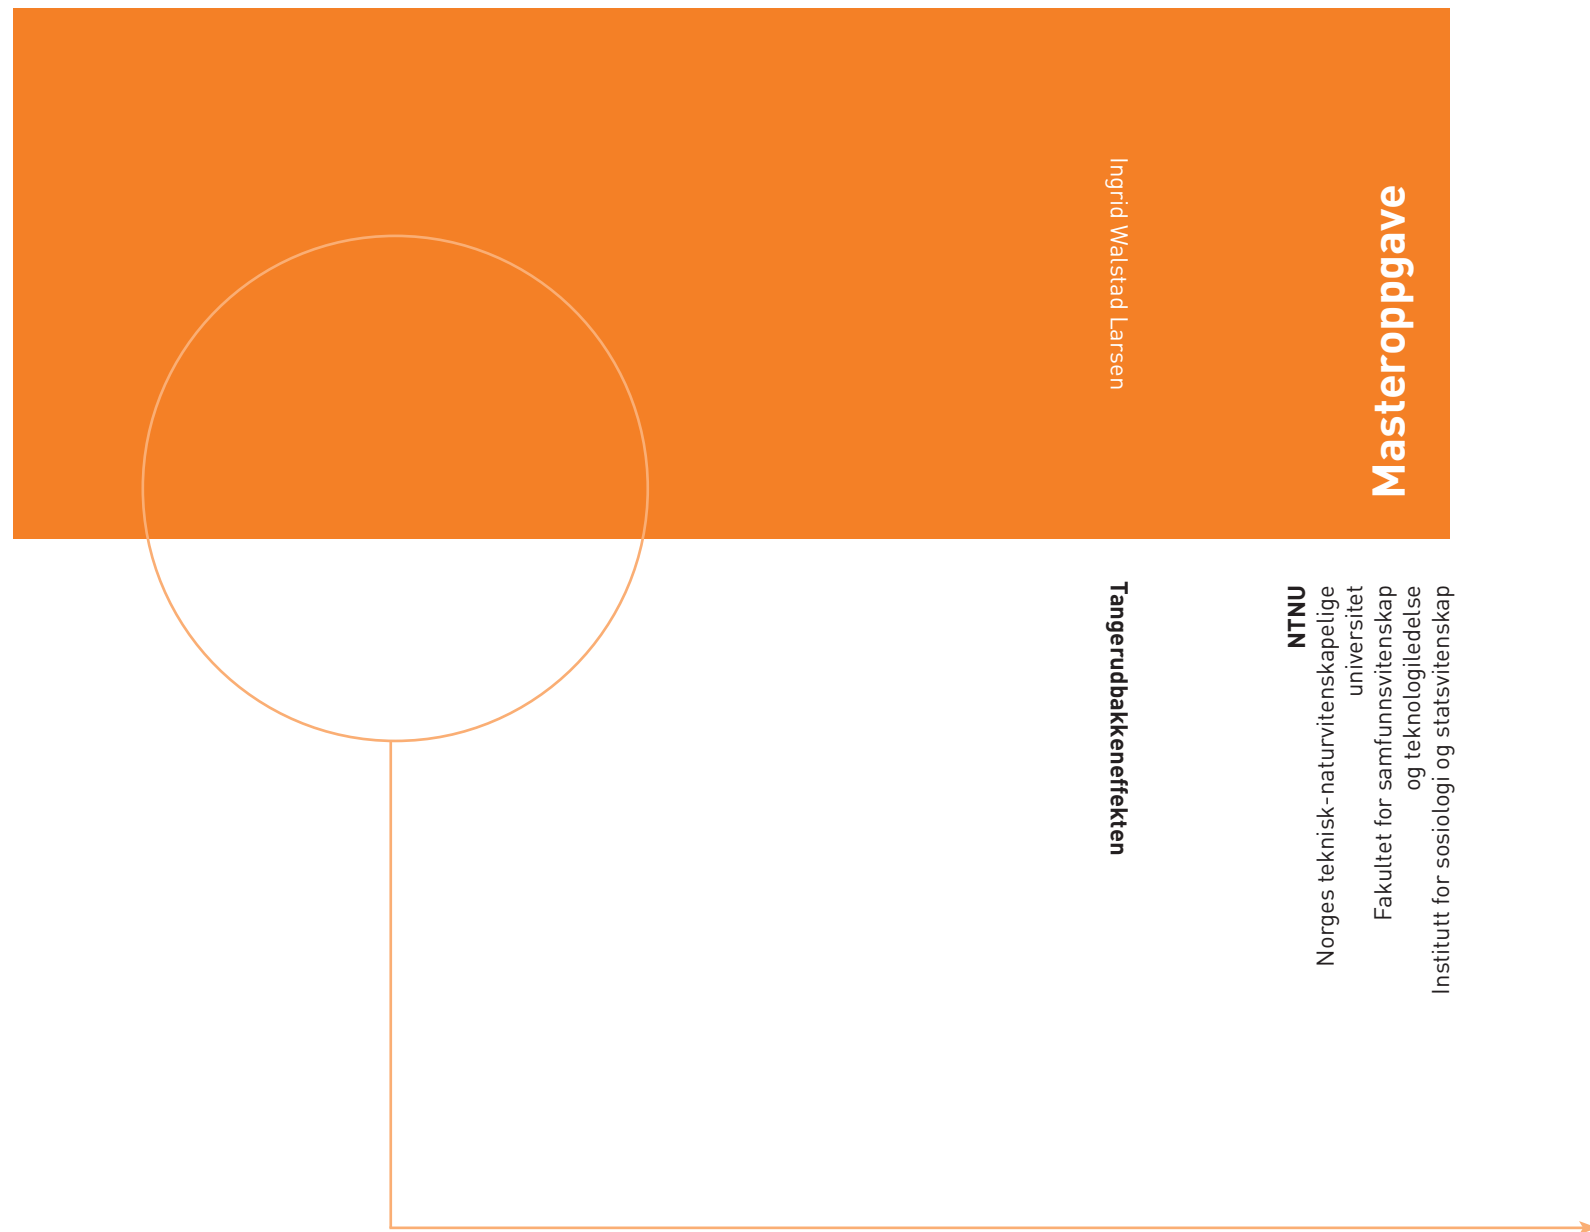 Ingrid Walstad Larsen
Tangerudbakkeneffekten
Masteroppgave
NTNU
Norges teknisk-naturvitenskapelige
universitet
Fakultet for samfunnsvitenskap
og teknologiledelse
Institutt for sosiologi og statsvitenskap